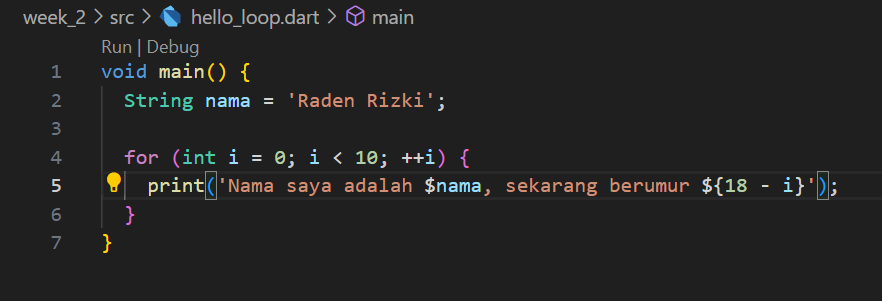 week_2 > src > hello_loop.dart > main
Run | Debug
1 void main() {
2   String nama = 'Raden Rizki';
3
4   for (int i = 0; i < 10; ++i) {
5     print('Nama saya adalah $nama, sekarang berumur ${18 - i}');
6   }
7 }